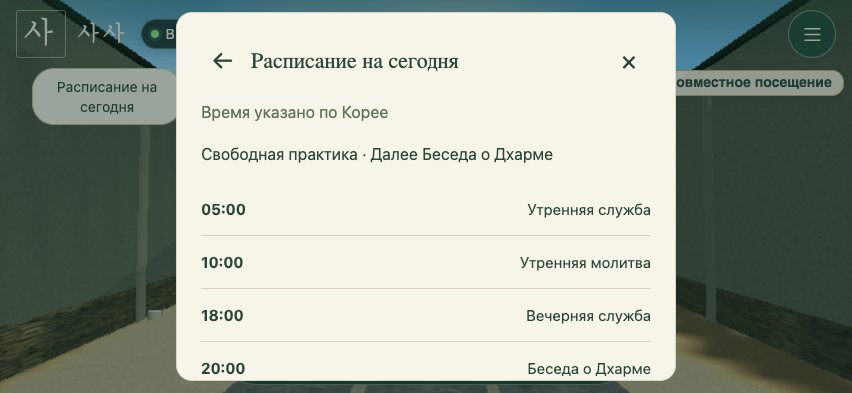 사 사사 В
Расписание на
сегодня
Расписание на сегодня
овместное посещение
Время указано по Корее
Свободная практика · Далее Беседа о Дхарме
05:00 Утренняя служба
10:00 Утренняя молитва
18:00 Вечерняя служба
20:00 Беседа о Дхарме